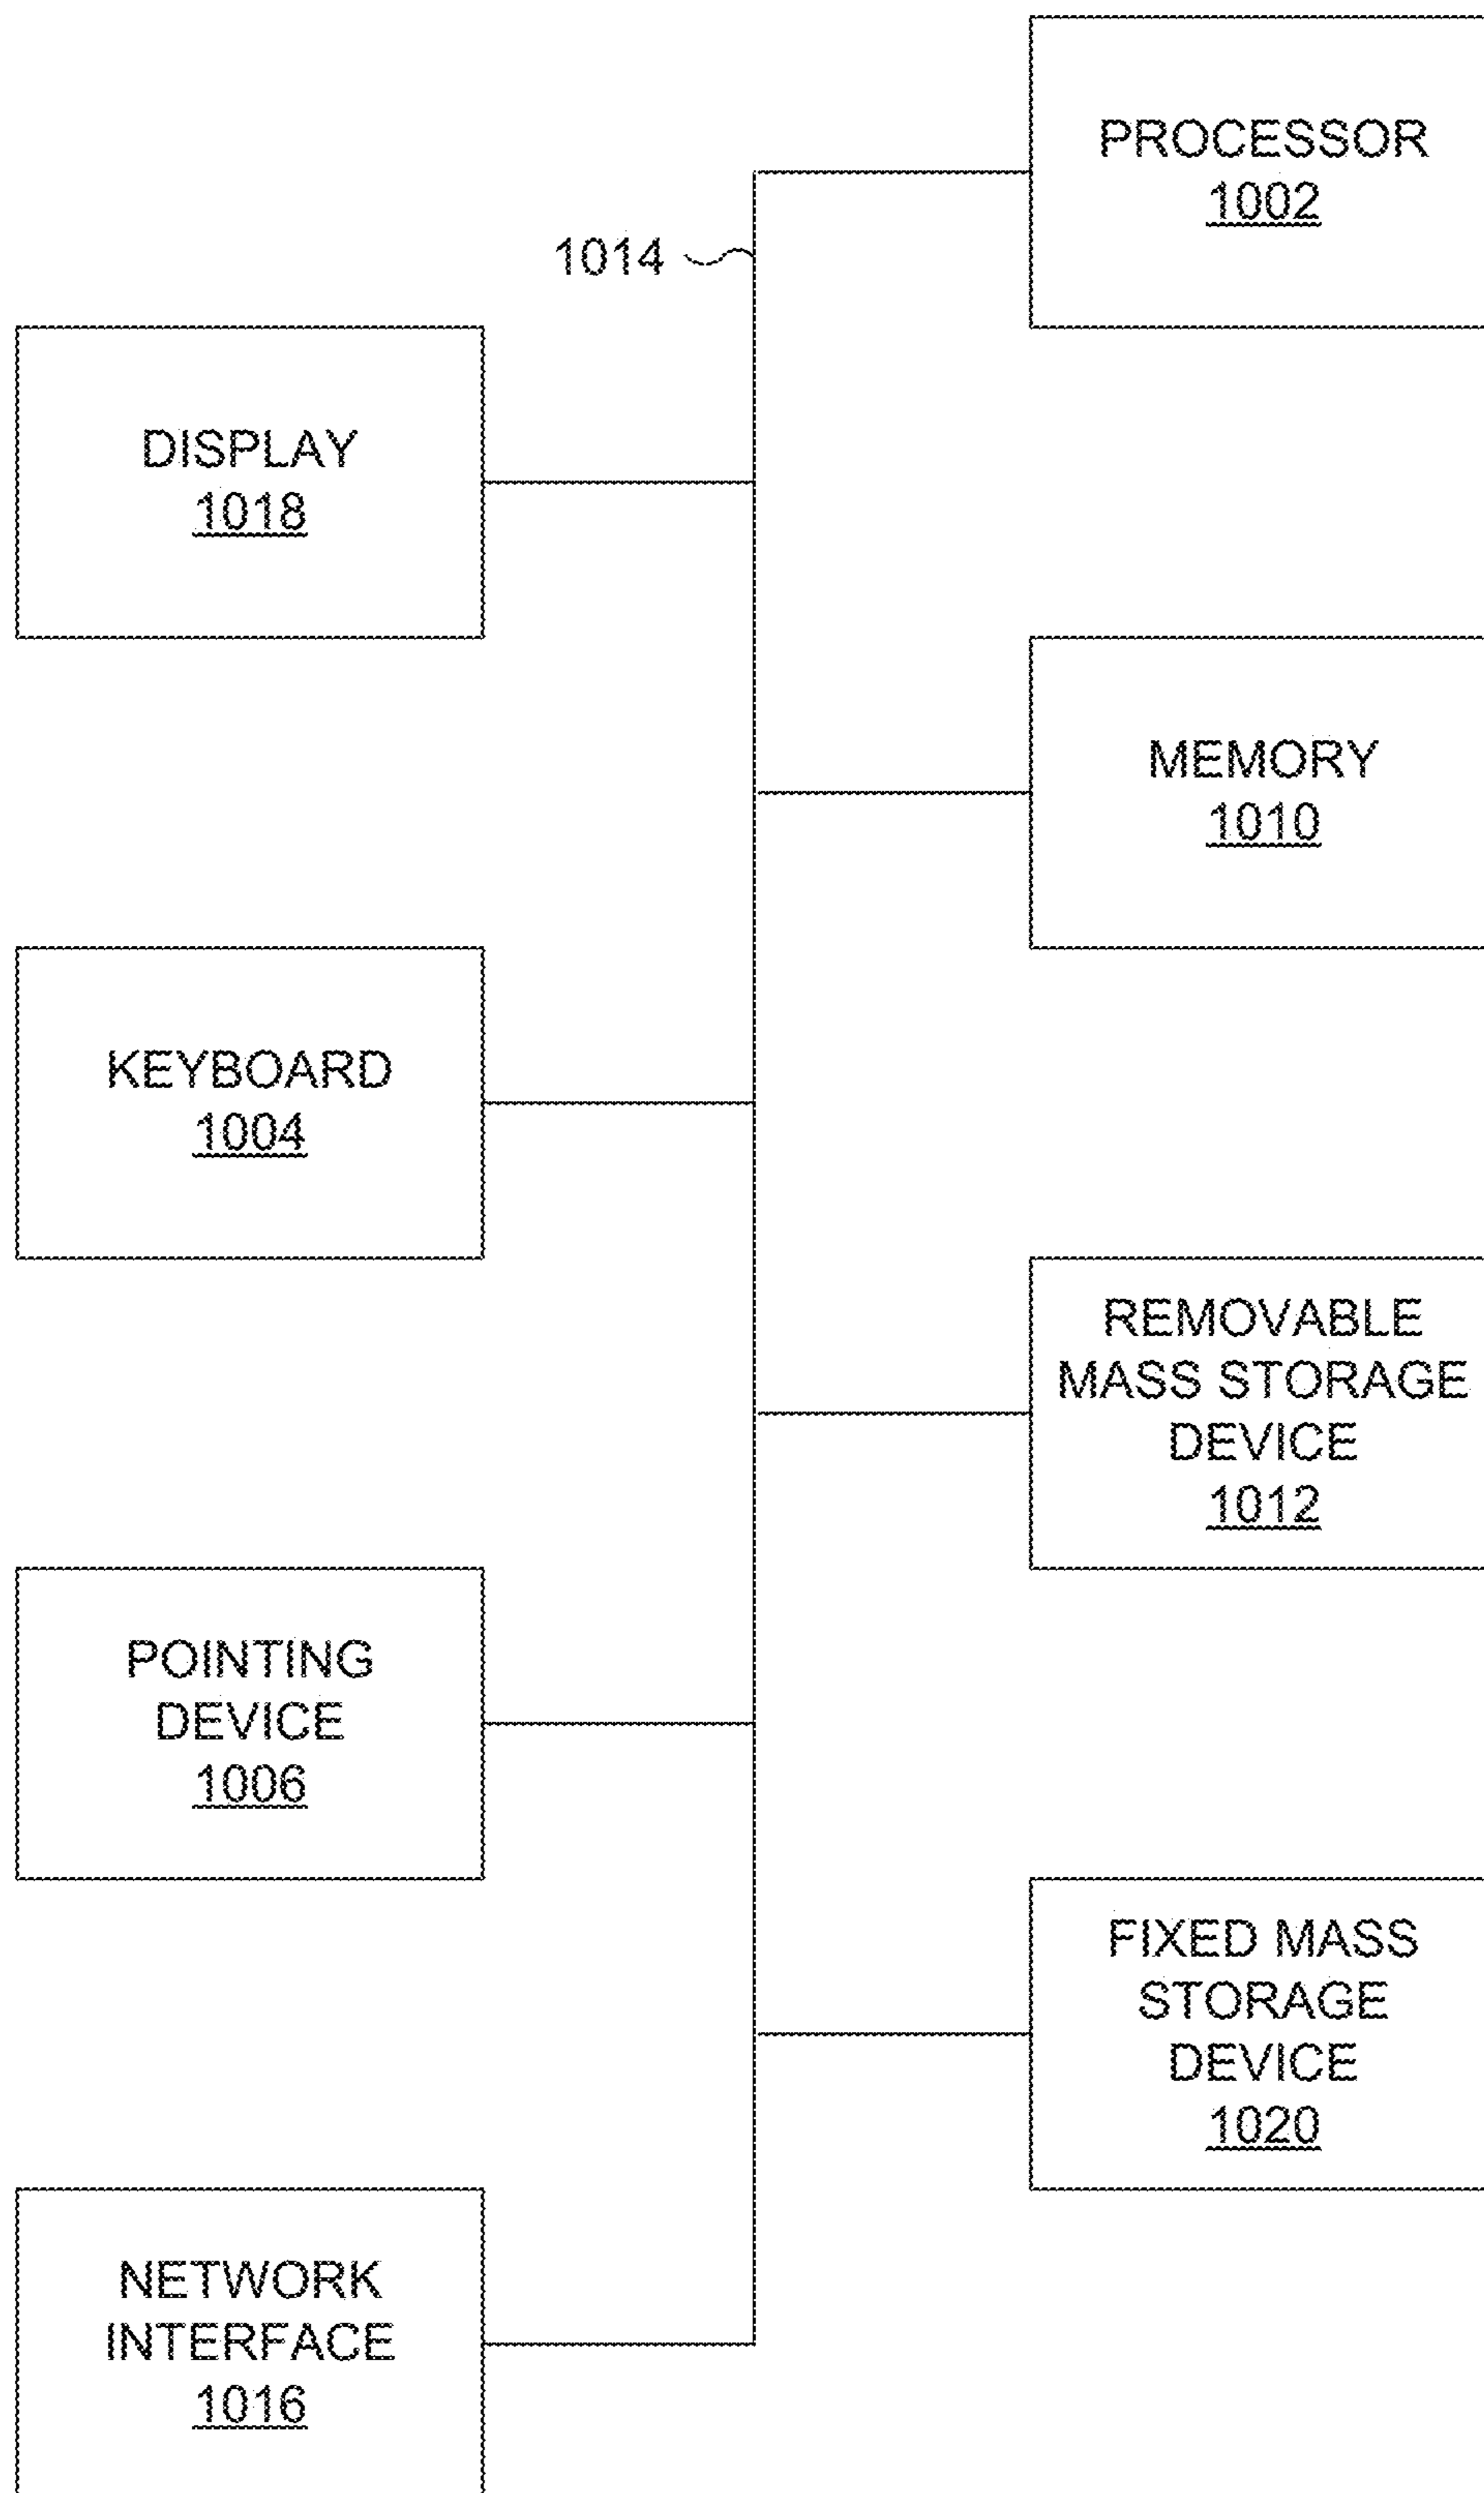 PROCESSOR
1002
1014
DISPLAY
1018
MEMORY
1010
KEYBOARD
1004
REMOVABLE
MASS STORAGE
DEVICE
1012
POINTING
DEVICE
1006
FIXED MASS
STORAGE
DEVICE
1020
NETWORK
INTERFACE
1016